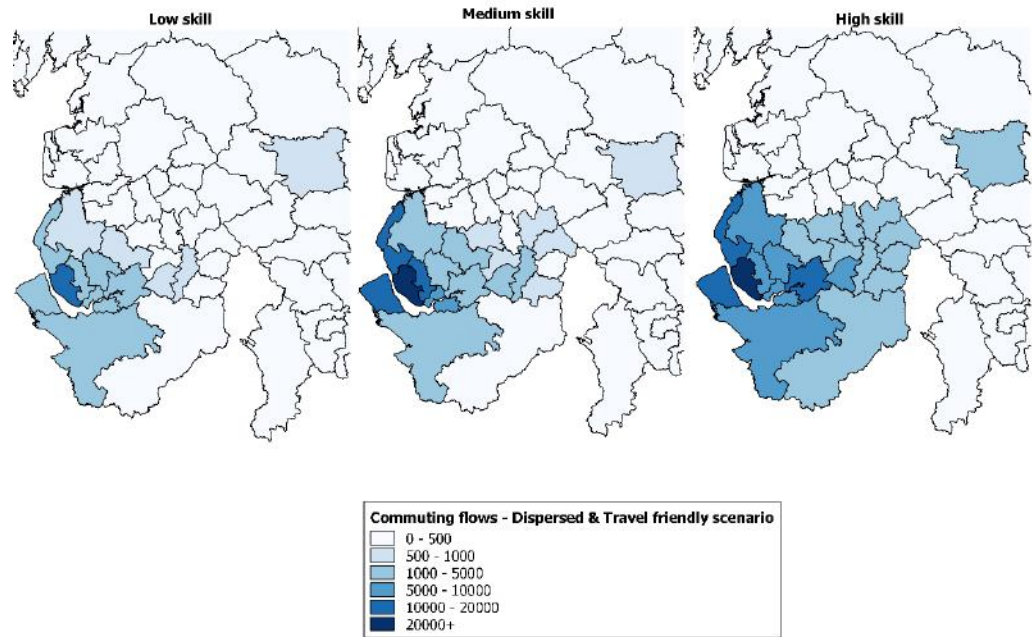 Low skill
Medium skill
High skill
Commuting flows - Dispersed & Travel friendly scenario
0 - 500
500 - 1000
1000 - 5000
5000 - 10000
10000 - 20000
20000+